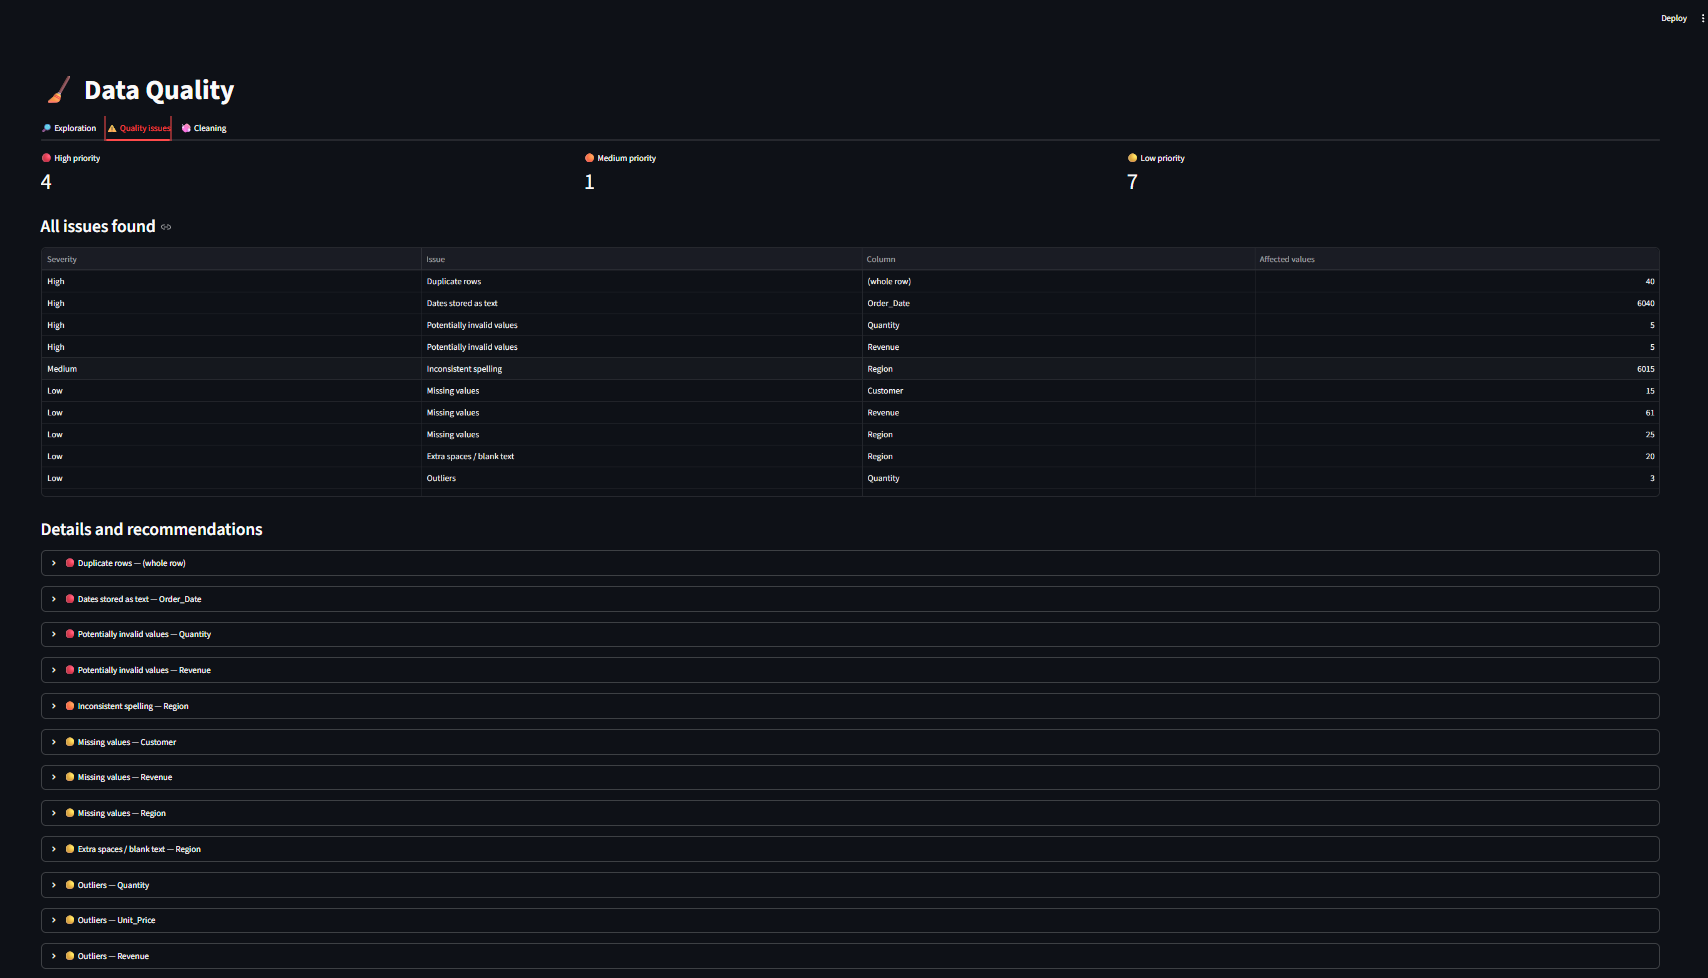 Deploy
Data Quality
Exploration Quality issues Cleaning
High priority Medium priority Low priority
4 1 7
All issues found
Severity Issue Column Affected values
High Duplicate rows (whole row) 40
High Dates stored as text Order_Date 6040
High Potentially invalid values Quantity 5
High Potentially invalid values Revenue 5
Medium Inconsistent spelling Region 6015
Low Missing values Customer 15
Low Missing values Revenue 61
Low Missing values Region 25
Low Extra spaces / blank text Region 20
Low Outliers Quantity 3
Details and recommendations
Duplicate rows — (whole row)
Dates stored as text — Order_Date
Potentially invalid values — Quantity
Potentially invalid values — Revenue
Inconsistent spelling — Region
Missing values — Customer
Missing values — Revenue
Missing values — Region
Extra spaces / blank text — Region
Outliers — Quantity
Outliers — Unit_Price
Outliers — Revenue